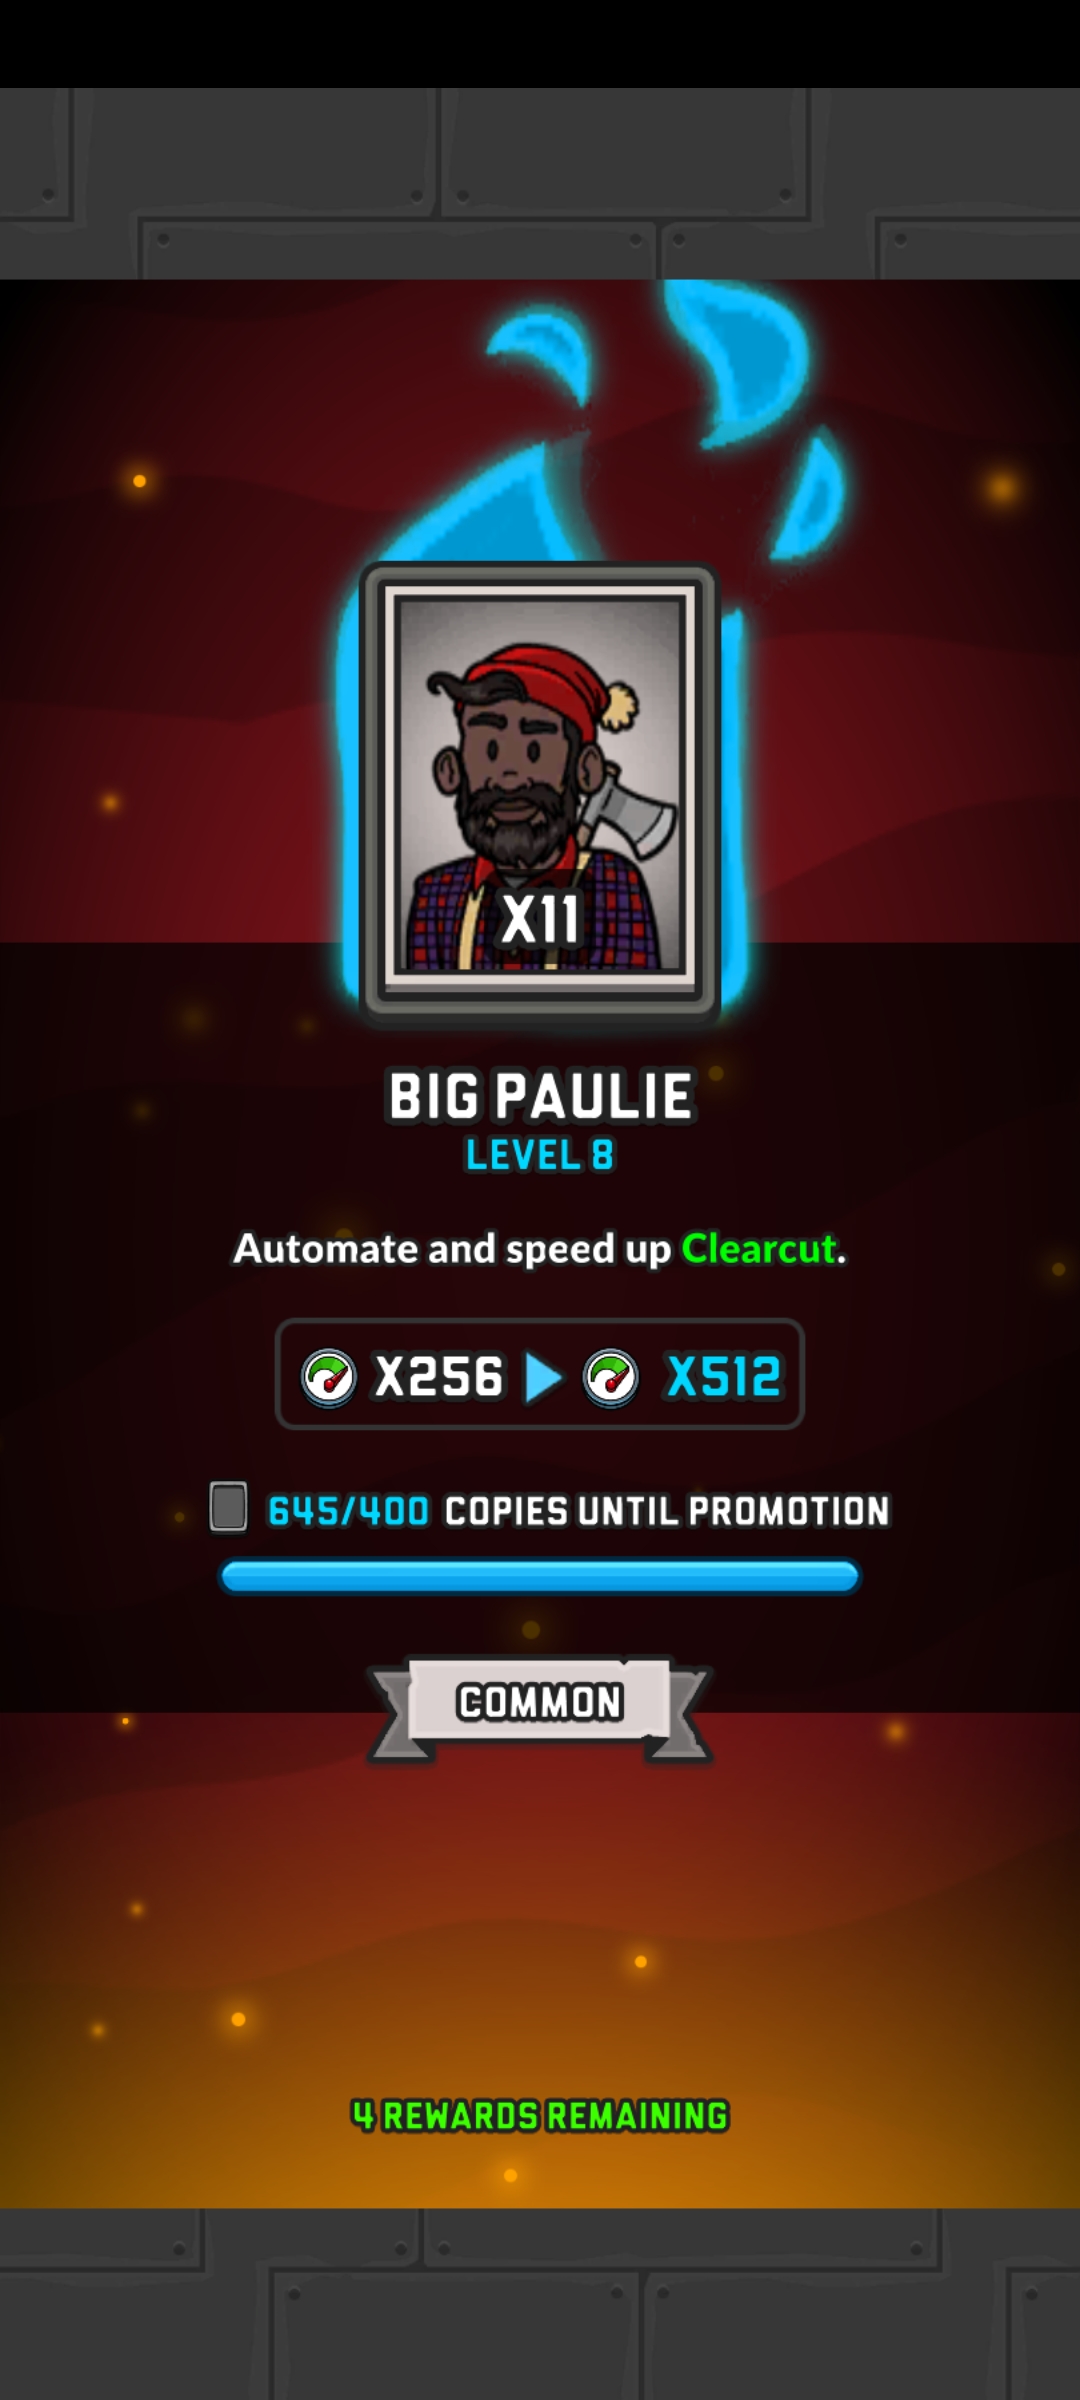 X11
BIG PAULIE
LEVEL 8
Automate and speed up Clearcut.
X256 X512
645/400 COPIES UNTIL PROMOTION
COMMON
4 REWARDS REMAINING